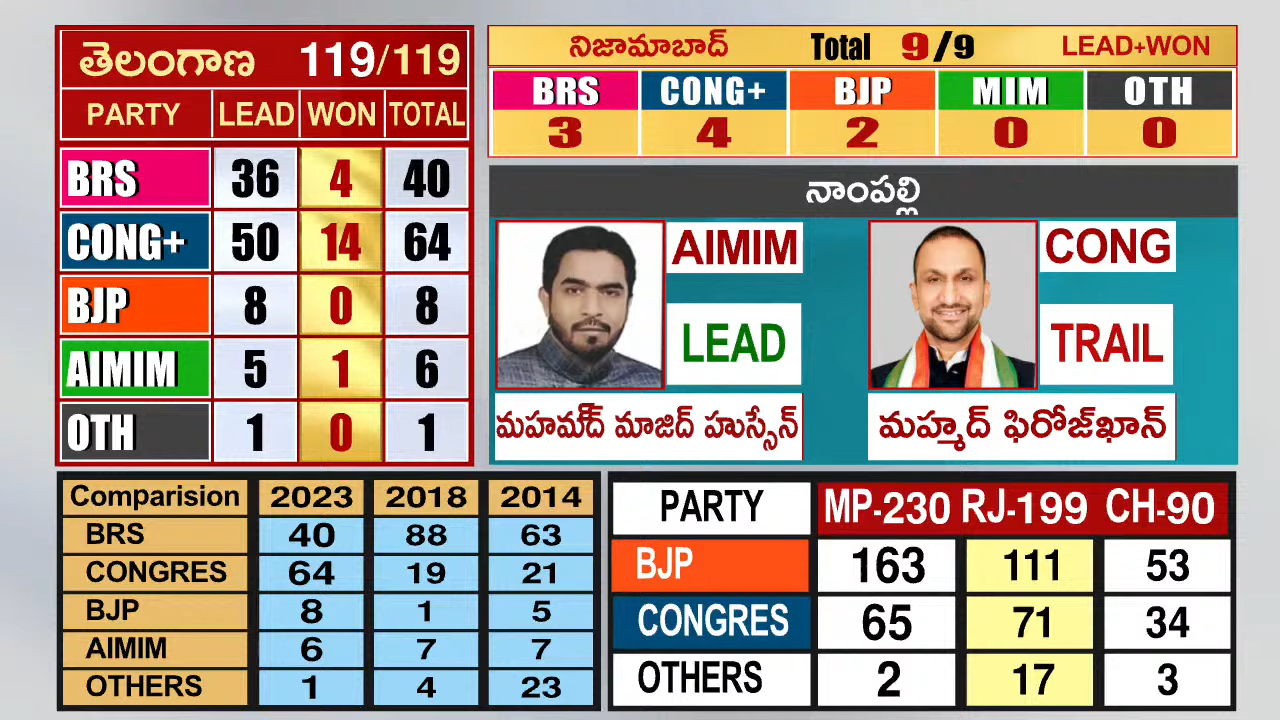 తెలంగాణ 119/119
PARTY LEAD WON TOTAL
BRS 36 4 40
CONG+ 50 14 64
BJP 8 0 8
AIMIM 5 1 6
OTH 1 0 1
నిజామాబాద్ Total 9/9 LEAD+WON
BRS CONG+ BJP MIM OTH
3 4 2 0 0
నాంపల్లి
AIMIM
LEAD
మహమ్మద్ మాజిద్ హుస్సేన్
CONG
TRAIL
మహ్మద్ ఫిరోజ్‌ఖాన్
Comparision 2023 2018 2014
BRS 40 88 63
CONGRES 64 19 21
BJP 8 1 5
AIMIM 6 7 7
OTHERS 1 4 23
PARTY MP-230 RJ-199 CH-90
BJP 163 111 53
CONGRES 65 71 34
OTHERS 2 17 3